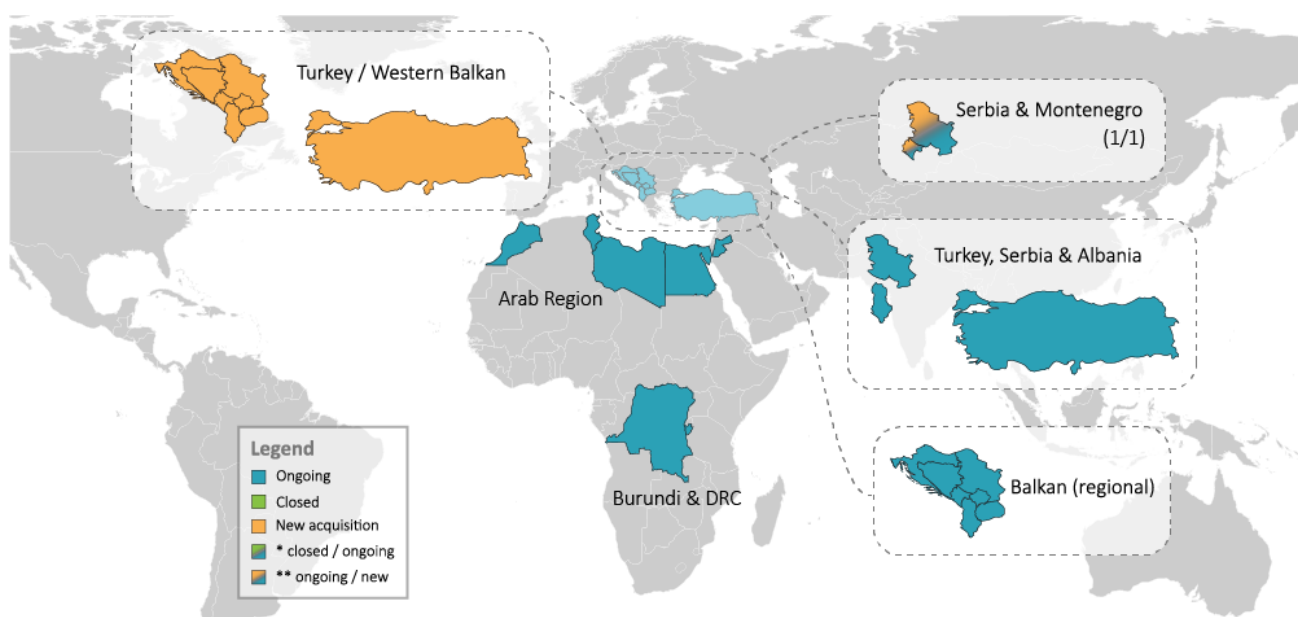 Turkey / Western Balkan
Serbia & Montenegro
(1/1)
Turkey, Serbia & Albania
Arab Region
Burundi & DRC
Balkan (regional)
Legend
Ongoing
Closed
New acquisition
* closed / ongoing
** ongoing / new